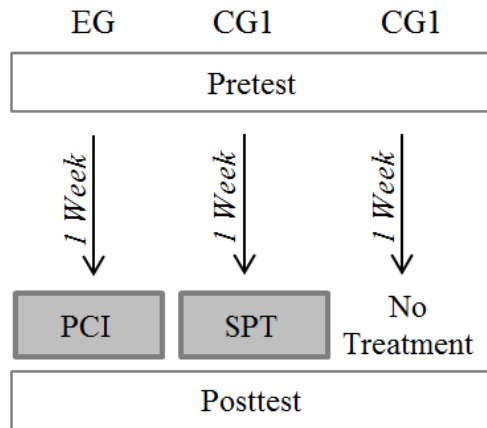 EG CG1 CG1
Pretest
1 Week 1 Week 1 Week
PCI SPT No Treatment
Posttest